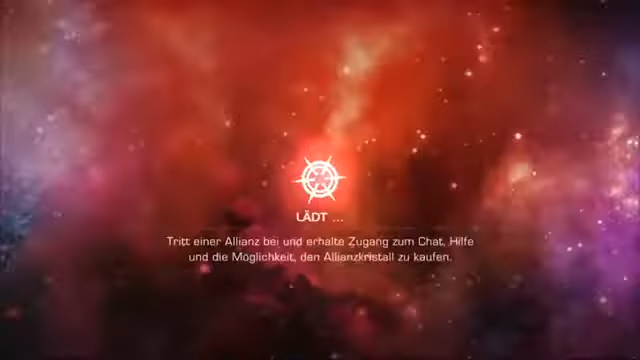 LÄDT ...
Tritt einer Allianz bei und erhalte Zugang zum Chat, Hilfe
und die Möglichkeit, den Allianzkristall zu kaufen.